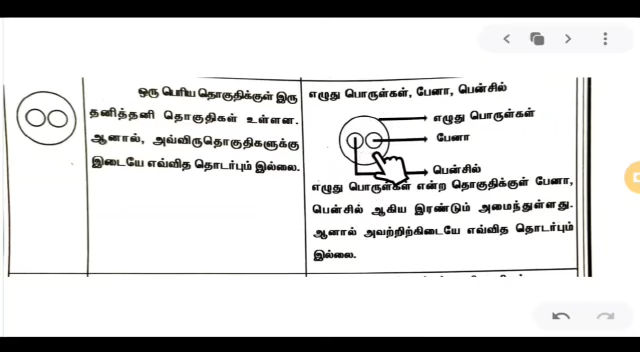 ஒரு பெரிய தொகுதிக்குள் இரு
தனித்தனி தொகுதிகள் உள்ளன.
ஆனால், அவ்விருதொகுதிகளுக்கு
இடையே எவ்வித தொடர்பும் இல்லை.
எழுது பொருள்கள், பேனா, பென்சில்
எழுது பொருள்கள்
பேனா
பென்சில்
எழுது பொருள்கள் என்ற தொகுதிக்குள் பேனா,
பென்சில் ஆகிய இரண்டும் அமைந்துள்ளது.
ஆனால் அவற்றிற்கிடையே எவ்வித தொடர்பும்
இல்லை.